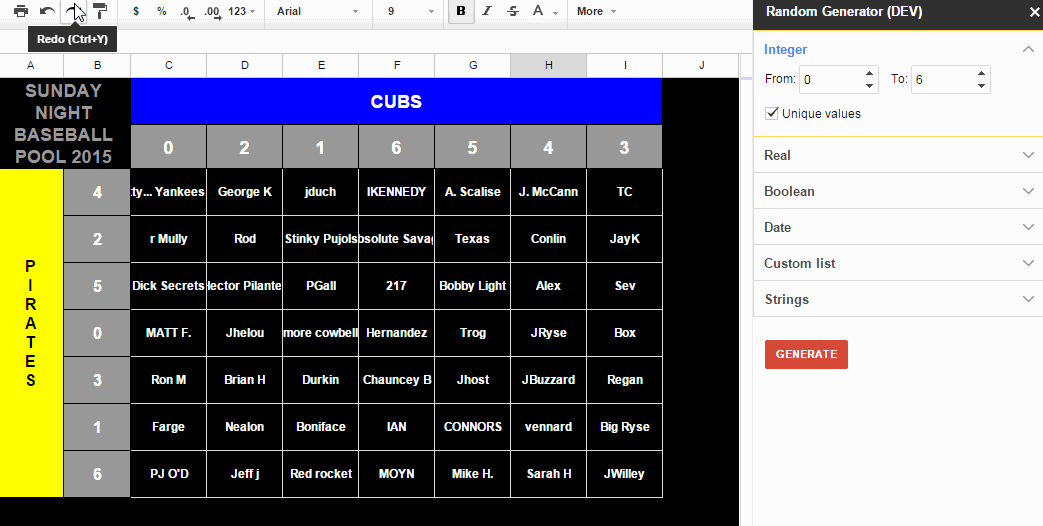 $ % .0 .00 123 Arial 9 B I S A More
Redo (Ctrl+Y)
Random Generator (DEV)
A B C D E F G H I J
SUNDAY
NIGHT
BASEBALL
POOL 2015
CUBS
0 2 1 6 5 4 3
PIRATES
4 ty... Yankees George K jduch IKENNEDY A. Scalise J. McCann TC
2 r Mully Rod Stinky Pujols bsolute Savag Texas Conlin JayK
5 Dick Secrets lector Pilante PGall 217 Bobby Light Alex Sev
0 MATT F. Jhelou more cowbell Hernandez Trog JRyse Box
3 Ron M Brian H Durkin Chauncey B Jhost JBuzzard Regan
1 Farge Nealon Boniface IAN CONNORS vennard Big Ryse
6 PJ O'D Jeff j Red rocket MOYN Mike H. Sarah H JWilley
Integer
From: 0 To: 6
Unique values
Real
Boolean
Date
Custom list
Strings
GENERATE